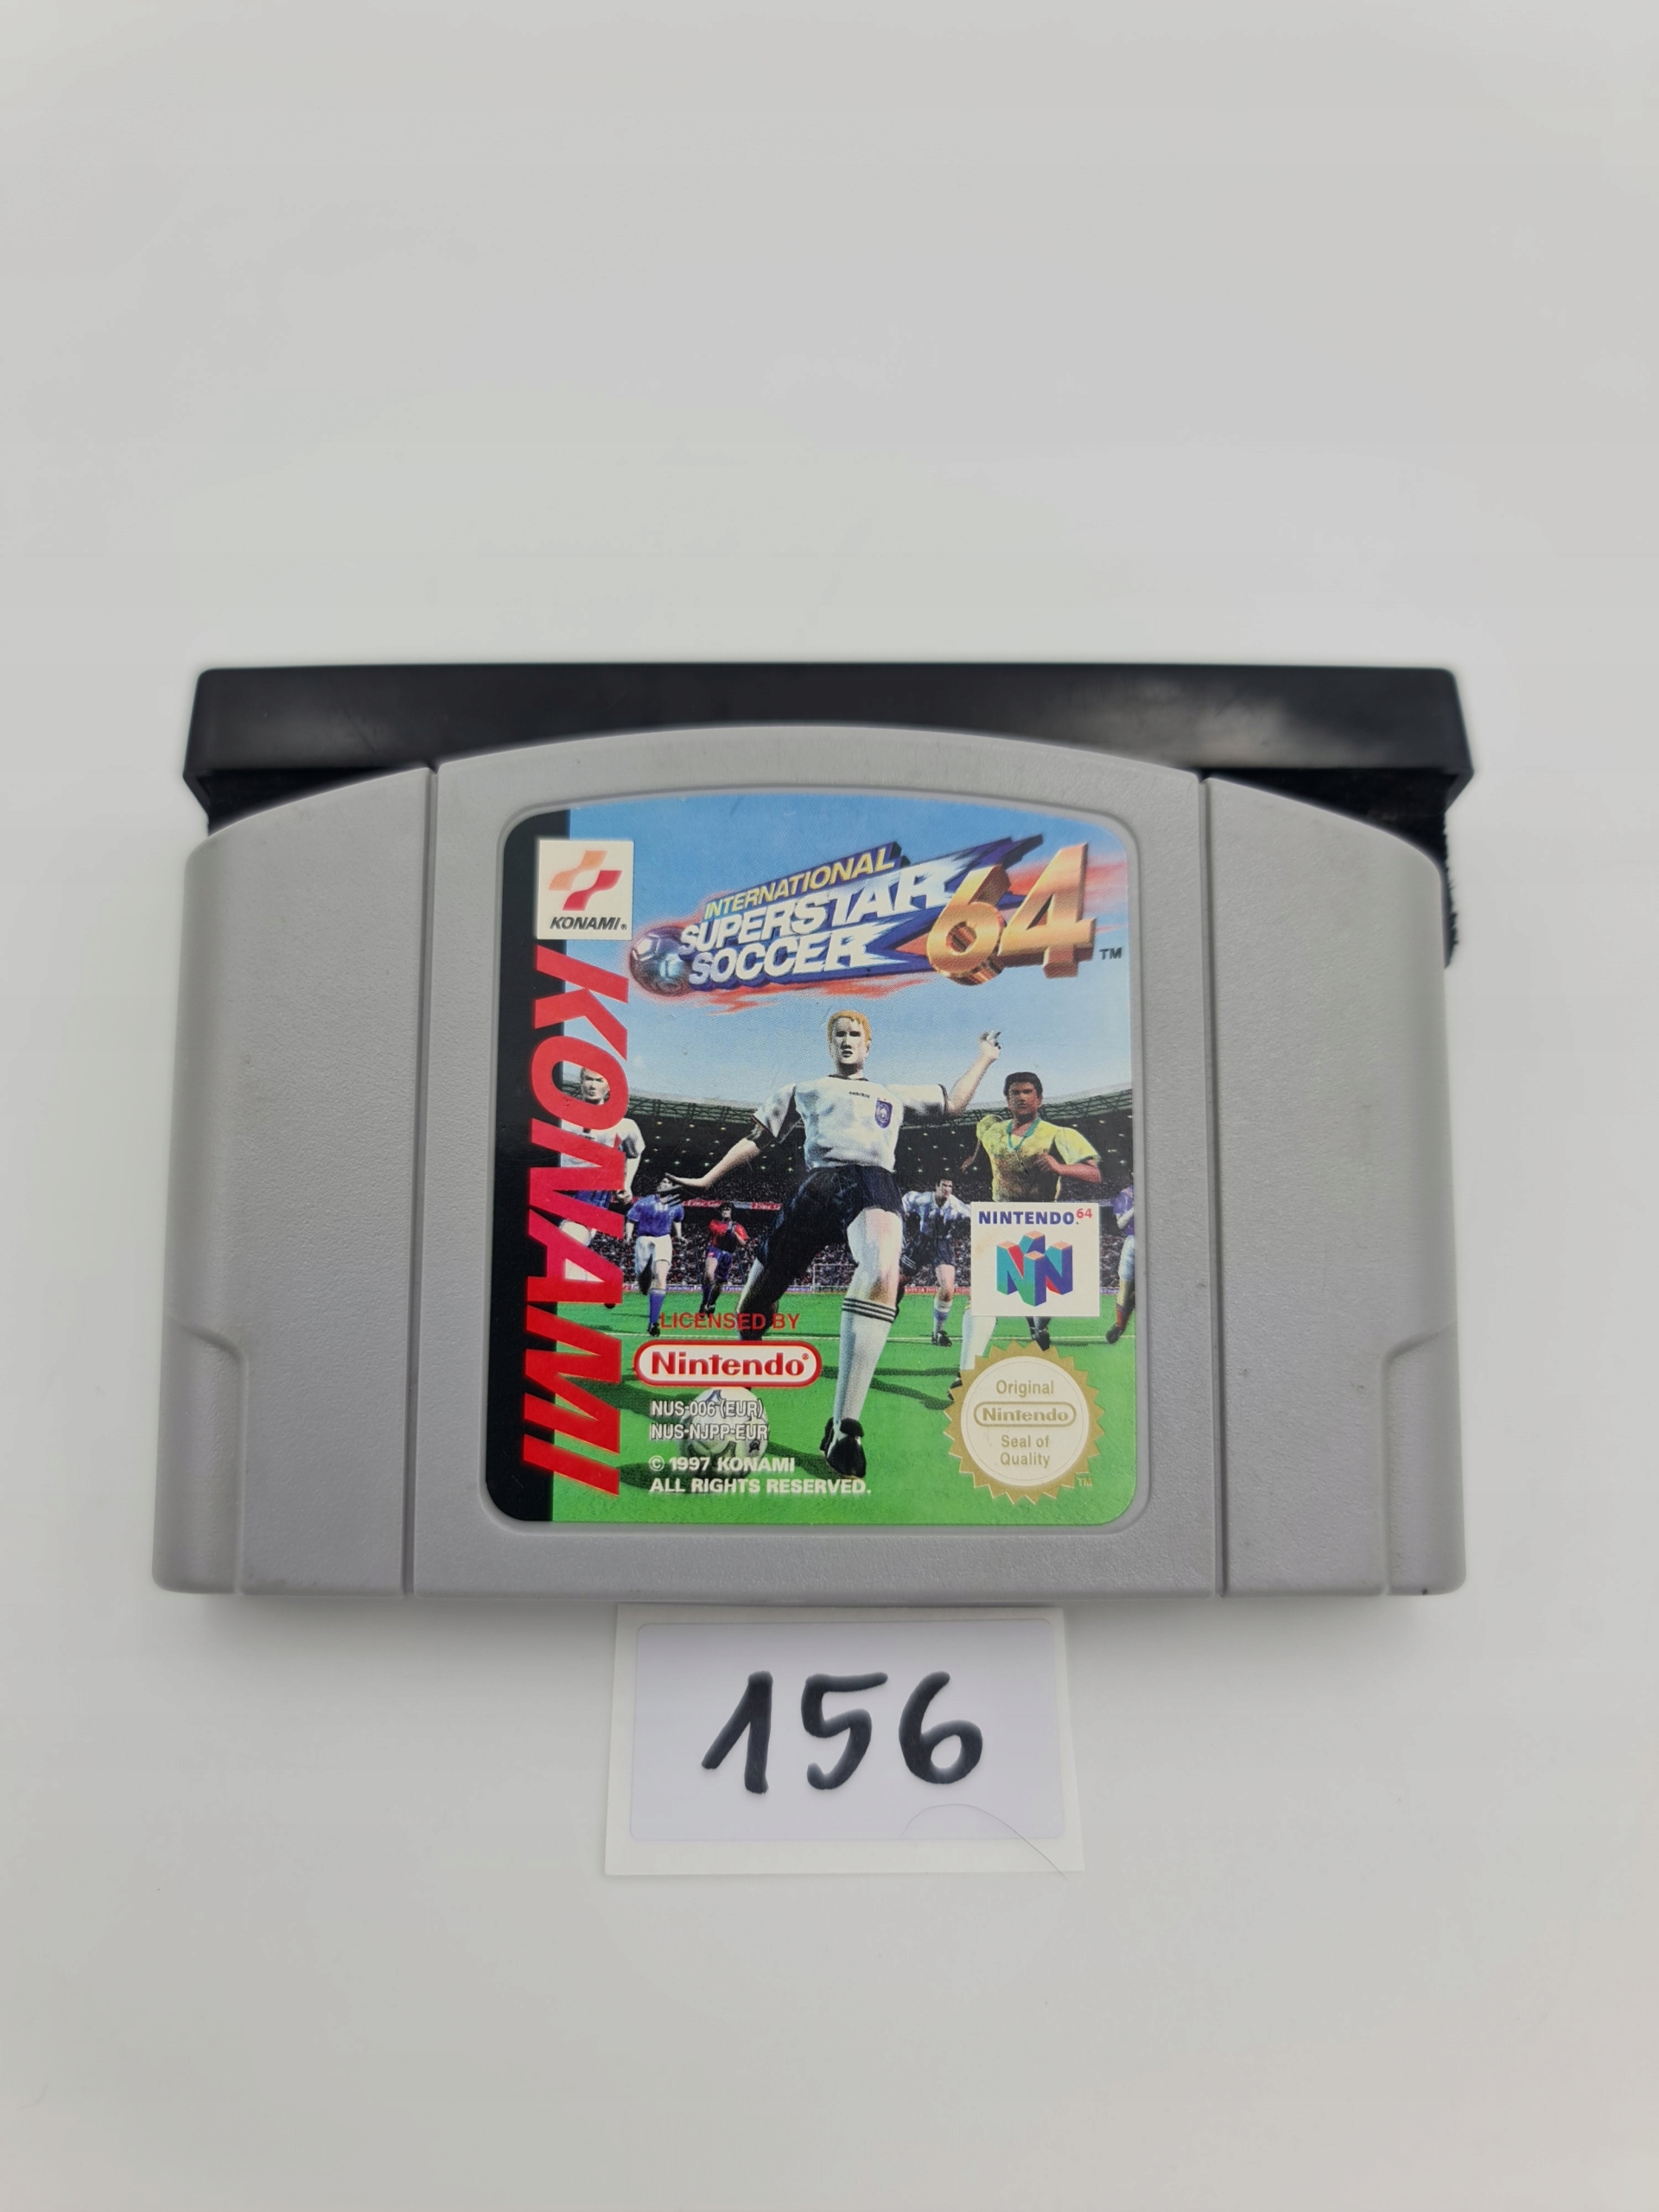 KONAMI®
INTERNATIONAL
SUPERSTAR
SOCCER
64
TM
KONAMI
NINTENDO64
LICENSED BY
Nintendo®
NUS-006 (EUR)
NUS-NJPP-EUR
© 1997 KONAMI
ALL RIGHTS RESERVED.
Original
Nintendo
Seal of
Quality
TM
156